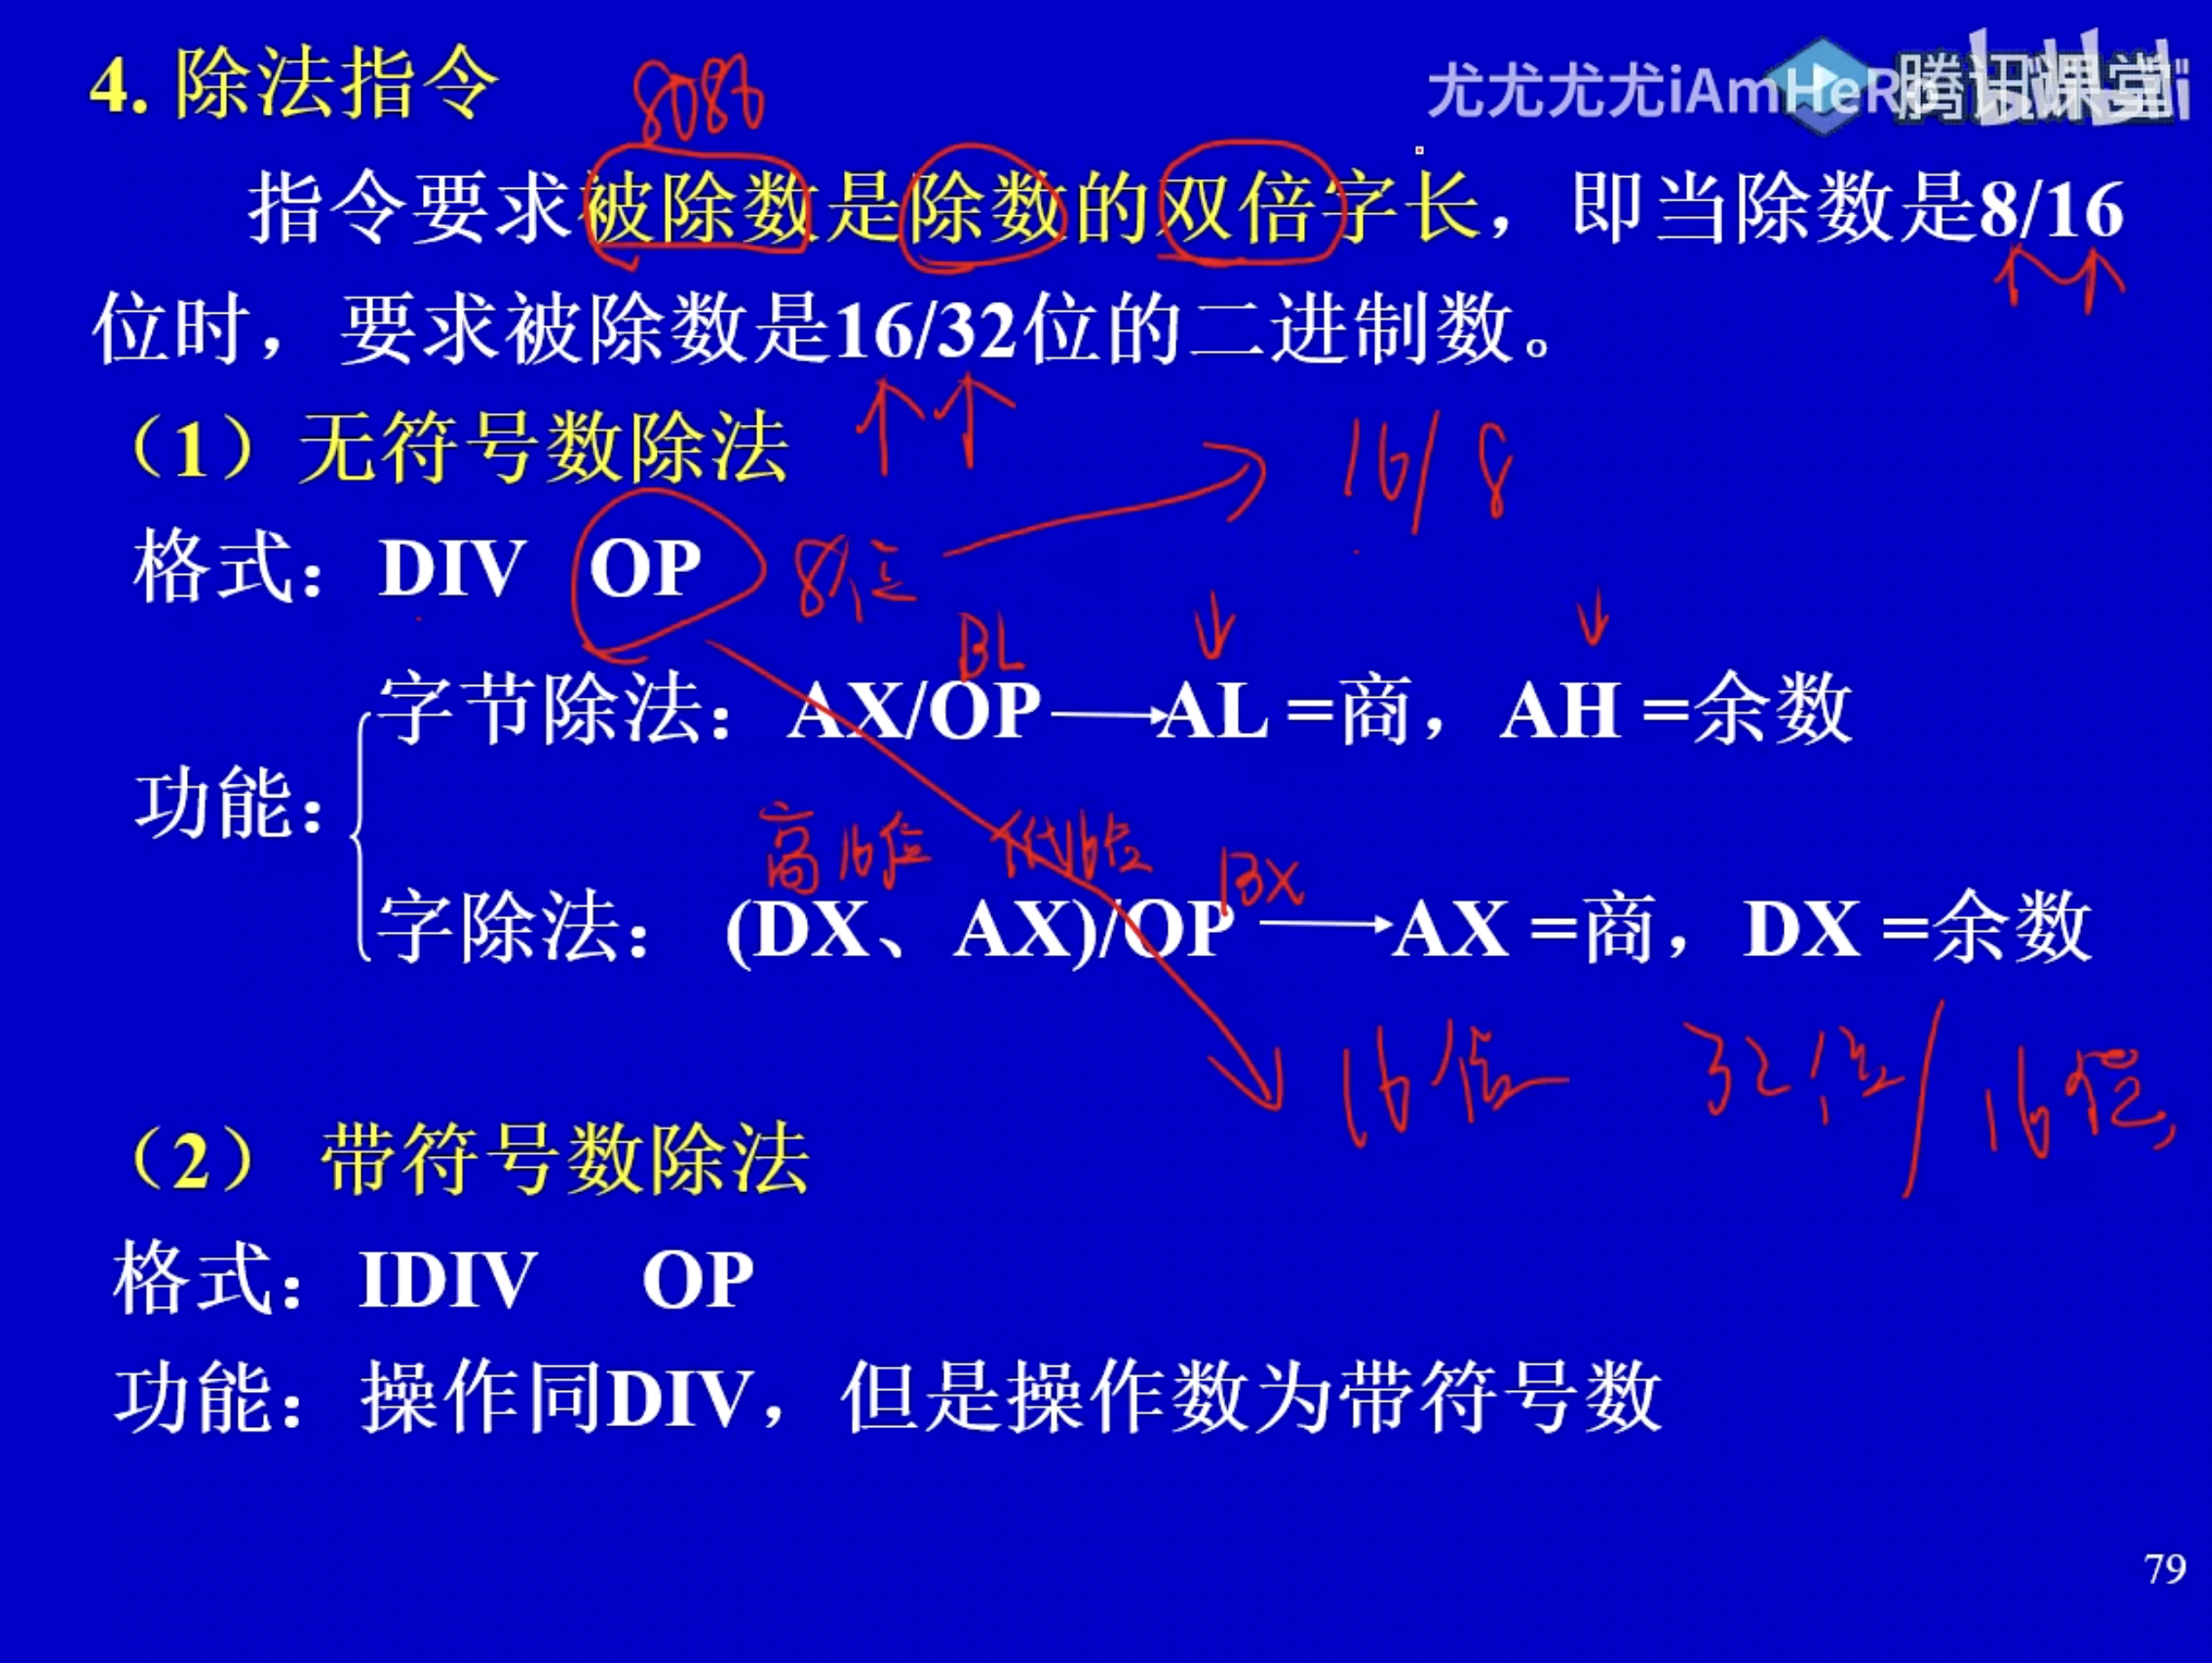 4. 除法指令
8086
尤尤尤尤iAmHeR
腾讯课堂
指令要求被除数是除数的双倍字长，即当除数是8/16
位时，要求被除数是16/32位的二进制数。
（1）无符号数除法
16/8
格式：DIV OP
8位
BL
字节除法：AX/OP→AL=商，AH=余数
功能：
高16位 低16位 BX
字除法：(DX、AX)/OP→AX=商，DX=余数
16位 32位/16位
（2）带符号数除法
格式：IDIV OP
功能：操作同DIV，但是操作数为带符号数
79